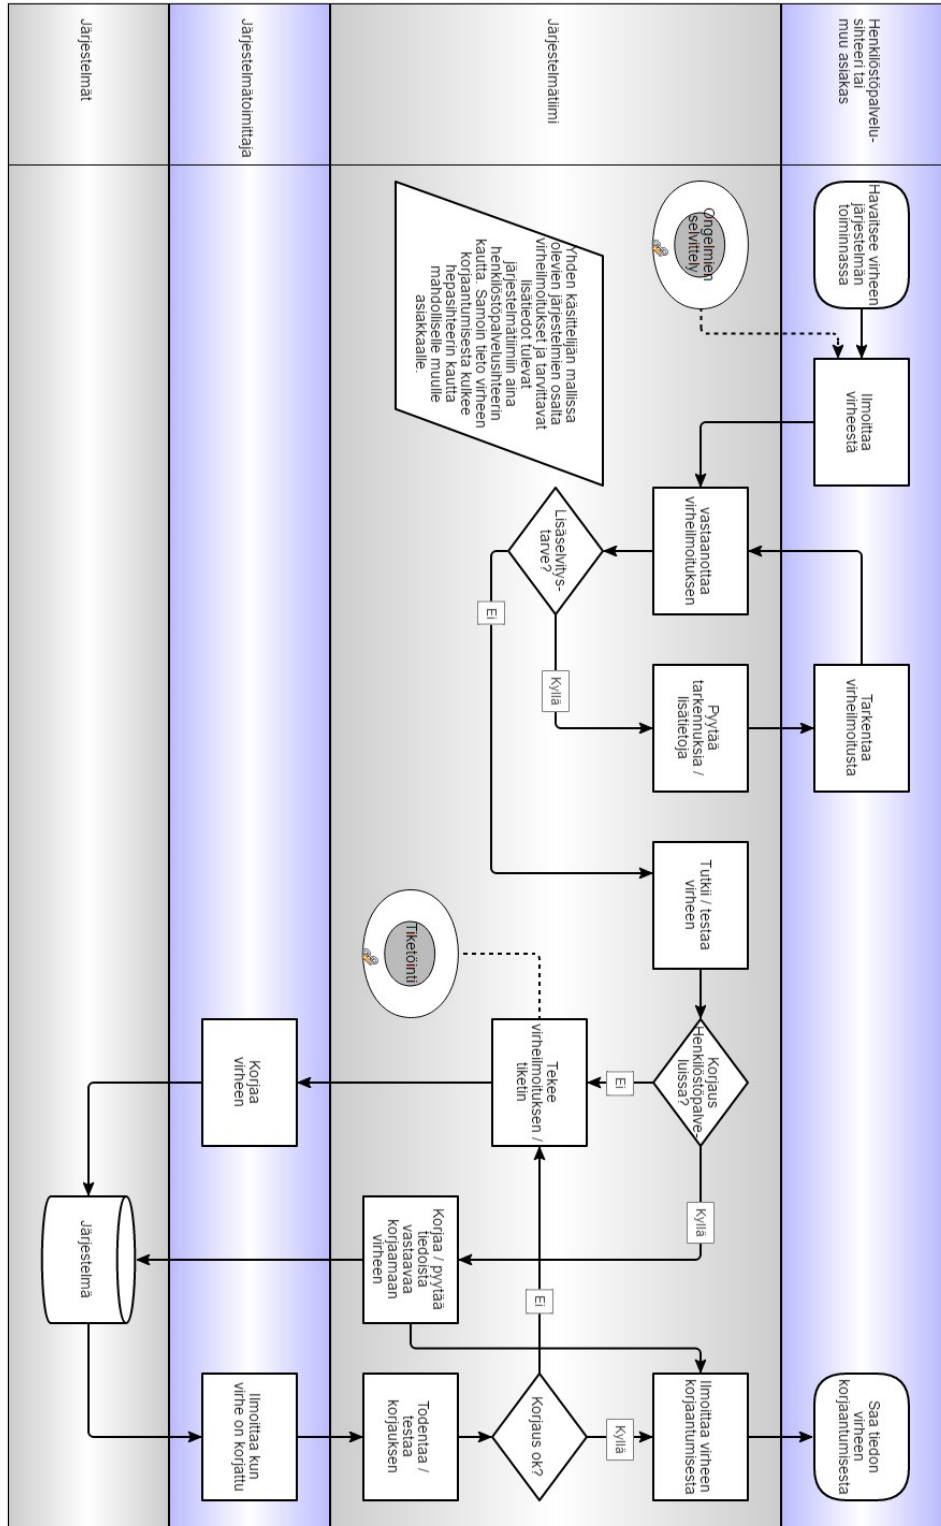 Henkilöstöpalvelu-
sihteeri tai
muu asiakas
Järjestelmätiimi
Järjestelmätoimittaja
Järjestelmät
Havaitsee virheen
järjestelmän
toiminnassa
Ilmoittaa
virheestä
Tarkentaa
virheilmoitusta
Saa tiedon
virheen
korjaantumisesta
Ongelmien
selvittely
vastaanottaa
virheilmoituksen
Pyytää
tarkennuksia /
lisätietoja
Tutkii / testaa
virheen
Korjaus
Henkilöstöpalve-
luissa?
Kyllä
Ei
Ilmoittaa virheen
korjaantumisesta
Yhden käsittelijän mallissa
olevien järjestelmien osalta
virheilmoitukset ja tarvittavat
lisätiedot tulevat
järjestelmätiimiin aina
henkilöstöpalvelusihteerin
kautta. Samoin tieto virheen
korjaantumisesta kulkee
hepasihteerin kautta
mahdolliselle muulle
asiakkaalle.
Lisäselvitys-
tarve?
Kyllä
Ei
Tekee
virheilmoituksen /
tiketin
Ei
Korjaus ok?
Kyllä
Tiketöinti
Korjaa / pyytää
tiedoista
vastaavaa
korjaamaan
virheen
Todentaa /
testaa
korjauksen
Korjaa
virheen
Ilmoittaa kun
virhe on korjattu
Järjestelmä